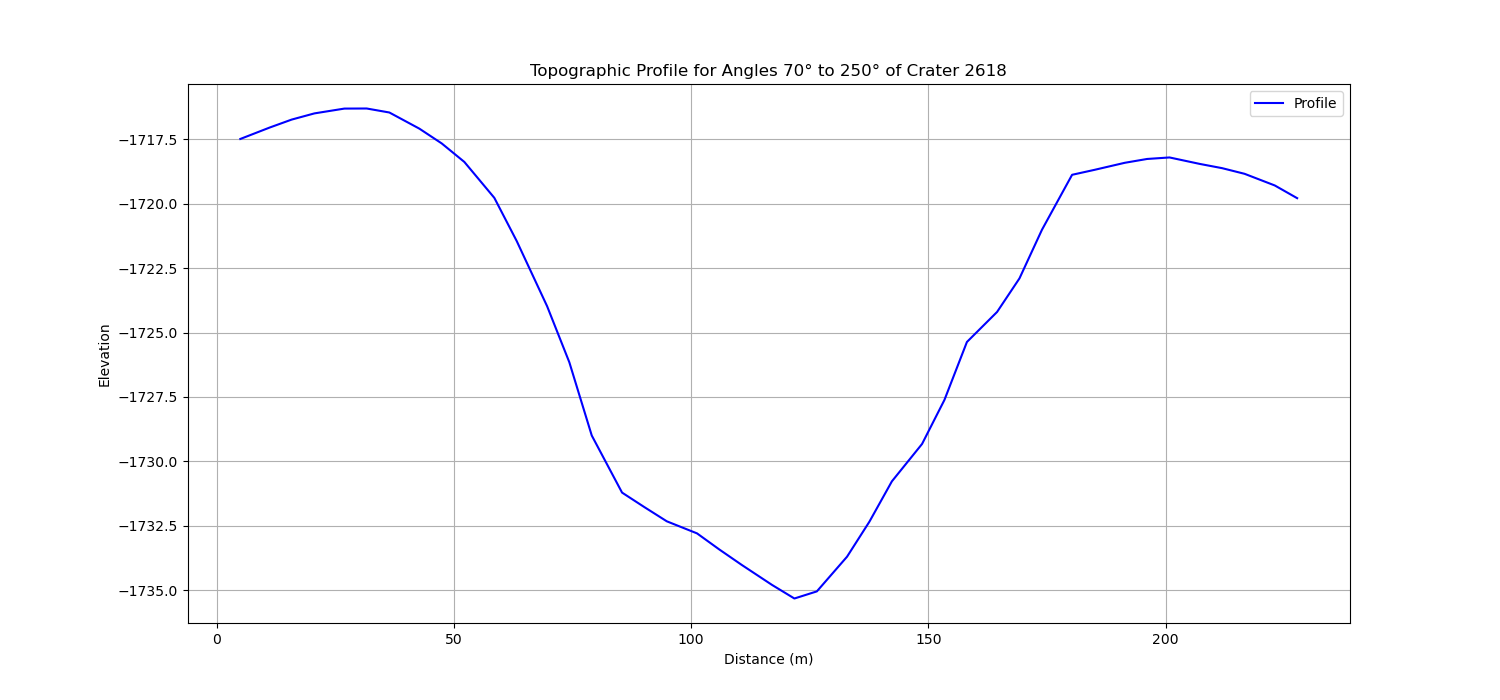 Topographic Profile for Angles 70° to 250° of Crater 2618
Profile
−1717.5
−1720.0
−1722.5
−1725.0
−1727.5
−1730.0
−1732.5
−1735.0
Elevation
0 50 100 150 200
Distance (m)